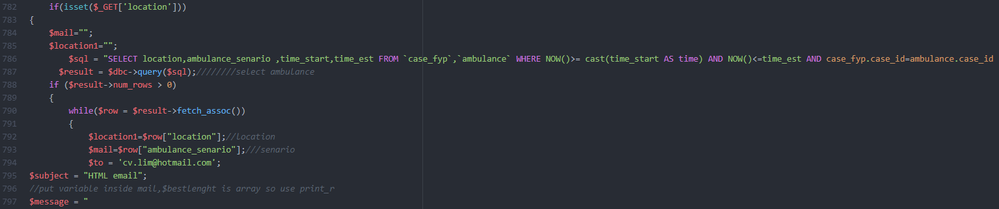 782 if(isset($_GET['location']))
783 {
784 $mail="";
785 $location1="";
786 $sql = "SELECT location,ambulance_senario ,time_start,time_est FROM `case_fyp`,`ambulance` WHERE NOW()>= cast(time_start AS time) AND NOW()<=time_est AND case_fyp.case_id=ambulance.case_id
787 $result = $dbc->query($sql);////////select ambulance
788 if ($result->num_rows > 0)
789 {
790 while($row = $result->fetch_assoc())
791 {
792 $location1=$row["location"];//location
793 $mail=$row["ambulance_senario"];///senario
794 $to = 'cv.lim@hotmail.com';
795 $subject = "HTML email";
796 //put variable inside mail,$bestlenght is array so use print_r
797 $message = "